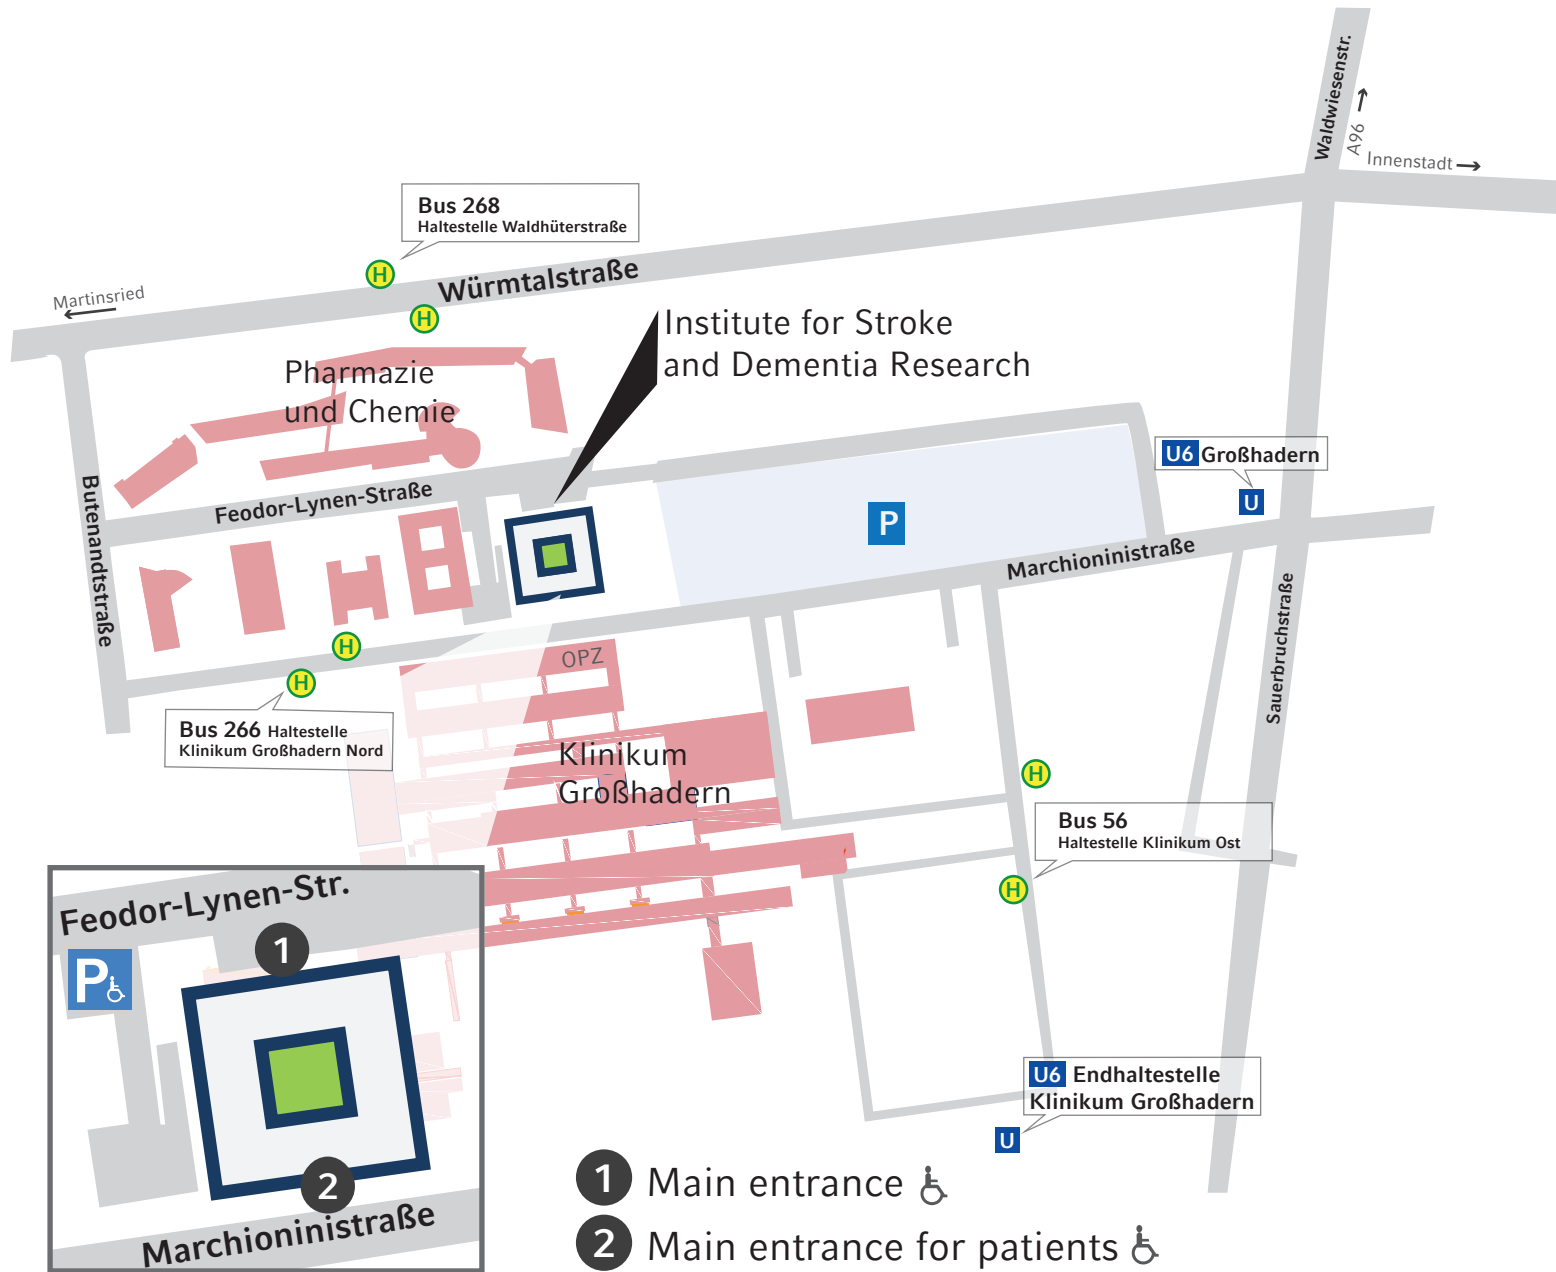 Waldwiesenstr.
A96
Innenstadt
Bus 268
Haltestelle Waldhüterstraße
H
Würmtalstraße
Martinsried
H
Institute for Stroke
and Dementia Research
Pharmazie
und Chemie
U6 Großhadern
U
Butenandtstraße
Feodor-Lynen-Straße
P
Marchioninistraße
Sauerbruchstraße
H
H
OPZ
Bus 266 Haltestelle
Klinikum Großhadern Nord
Klinikum
Großhadern
H
Bus 56
Haltestelle Klinikum Ost
H
Feodor-Lynen-Str.
1
P
2
Marchioninistraße
U6 Endhaltestelle
Klinikum Großhadern
U
1 Main entrance
2 Main entrance for patients